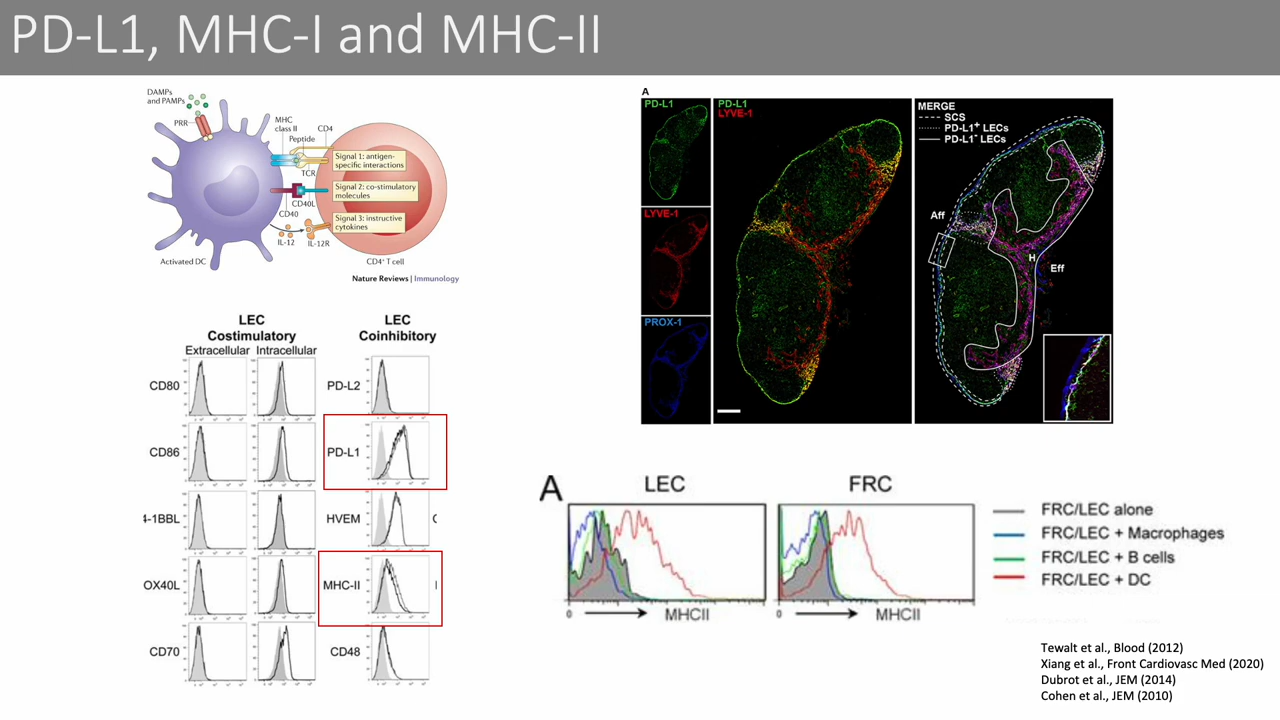 PD-L1, MHC-I and MHC-II
DAMPs
and PAMPs
PRR
MHC
class II
Peptide
CD4
TCR
Signal 1: antigen-
specific interactions
Signal 2: co-stimulatory
molecules
CD40L
CD40
Signal 3: instructive
cytokines
IL-12
IL-12R
Activated DC
CD4+ T cell
Nature Reviews | Immunology
LEC
Costimulatory
LEC
Coinhibitory
Extracellular
Intracellular
CD80
PD-L2
CD86
PD-L1
4-1BBL
HVEM
OX40L
MHC-II
CD70
CD48
A
PD-L1
LYVE-1
PROX-1
PD-L1
LYVE-1
MERGE
SCS
PD-L1+ LECs
PD-L1- LECs
Aff
H
Eff
A
LEC
FRC
0
MHCII
0
MHCII
FRC/LEC alone
FRC/LEC + Macrophages
FRC/LEC + B cells
FRC/LEC + DC
Tewalt et al., Blood (2012)
Xiang et al., Front Cardiovasc Med (2020)
Dubrot et al., JEM (2014)
Cohen et al., JEM (2010)